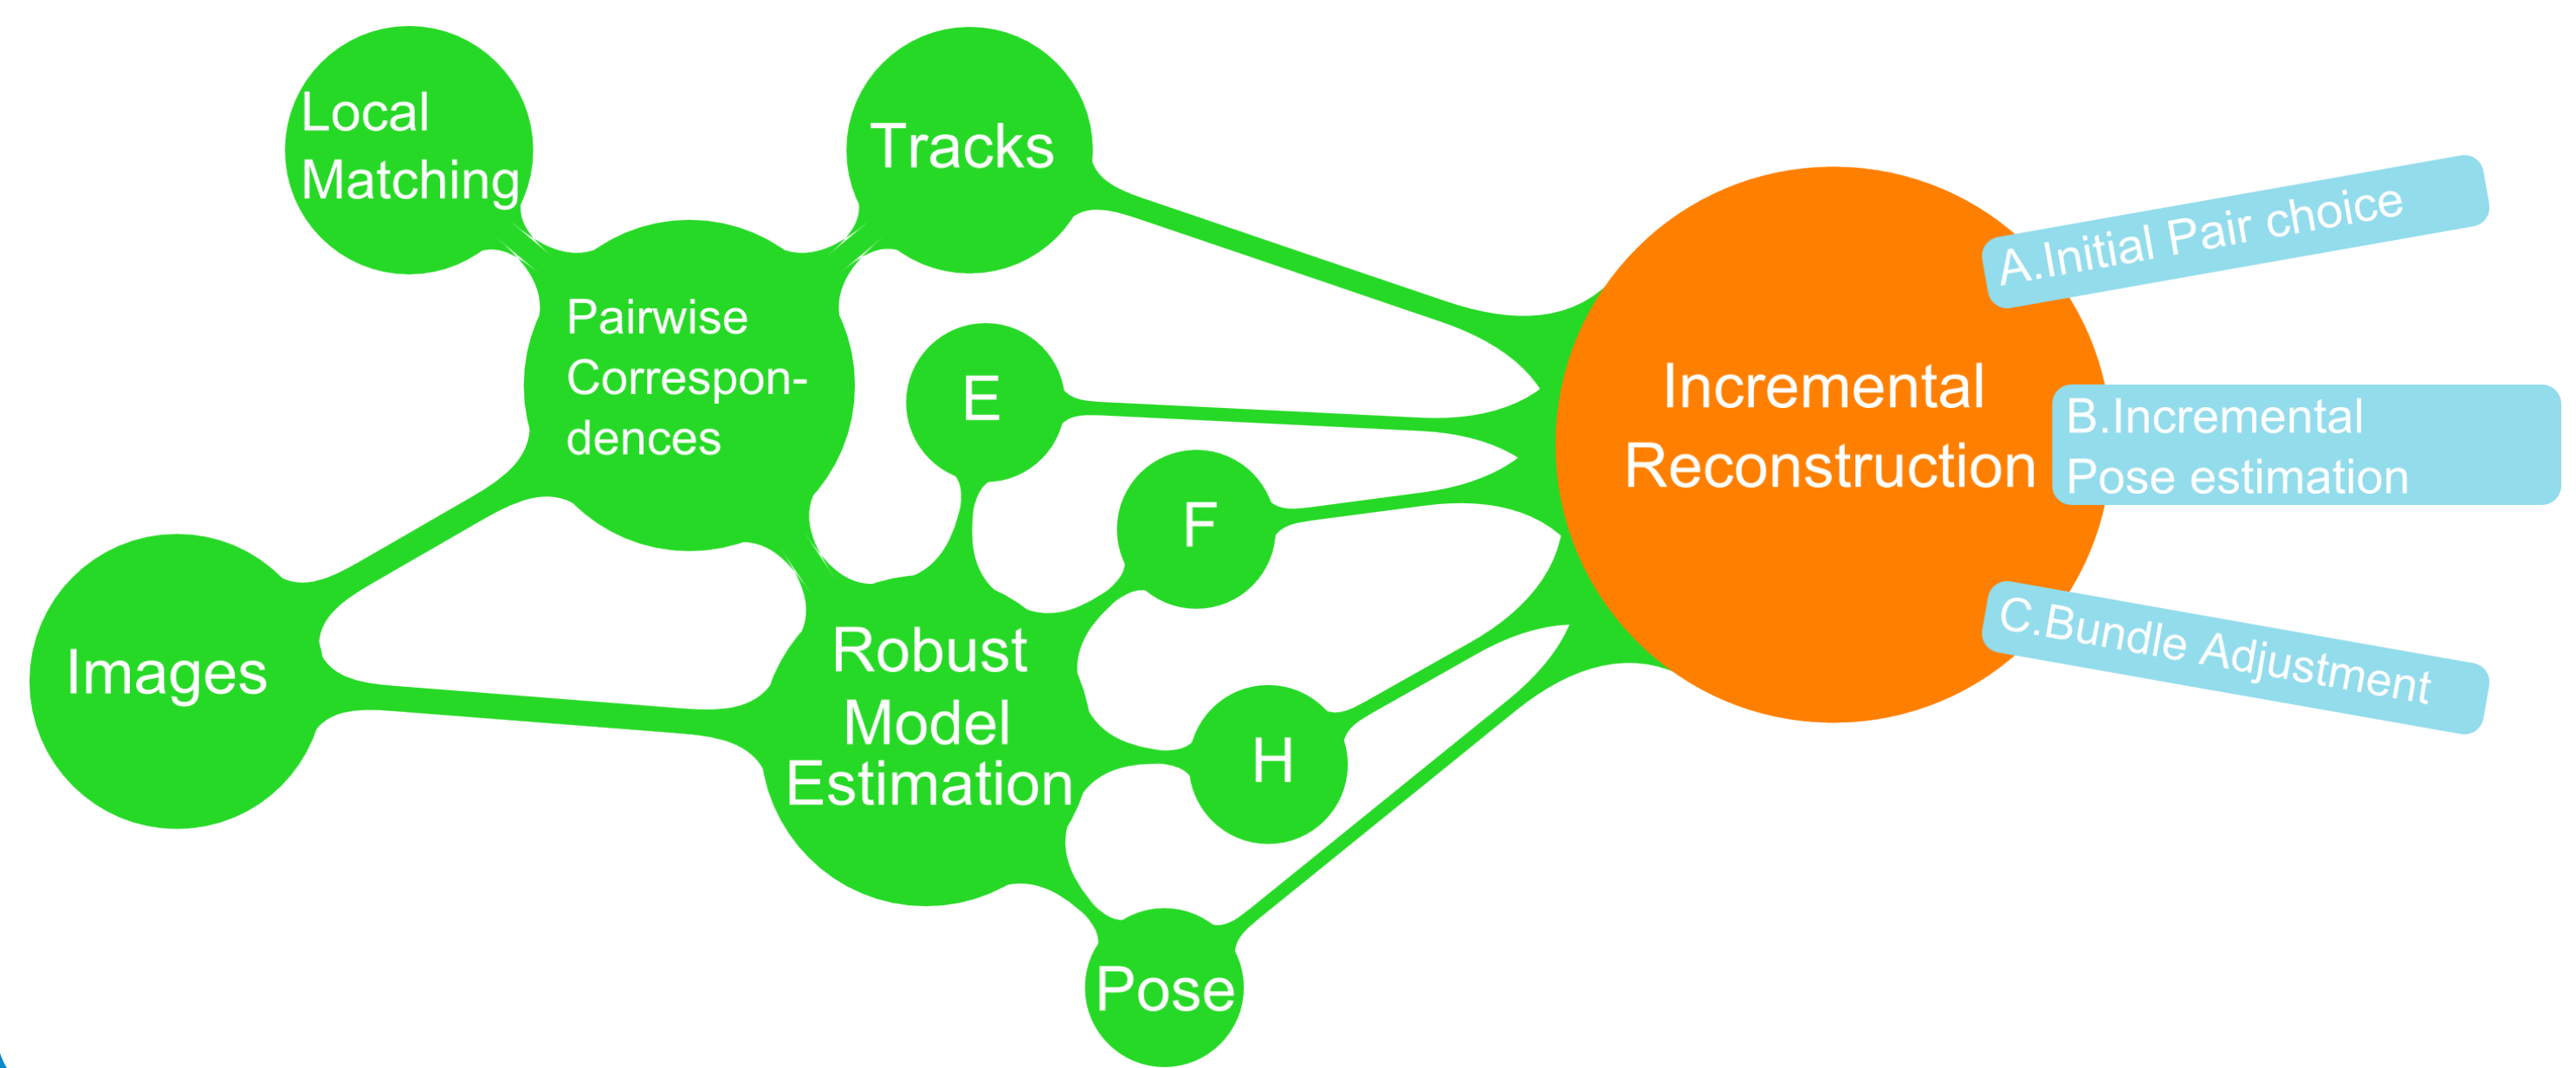 Local
Matching
Tracks
Pairwise
Correspon-
dences
E
F
Images
Robust
Model
Estimation
H
Pose
Incremental
Reconstruction
A.Initial Pair choice
B.Incremental
Pose estimation
C.Bundle Adjustment